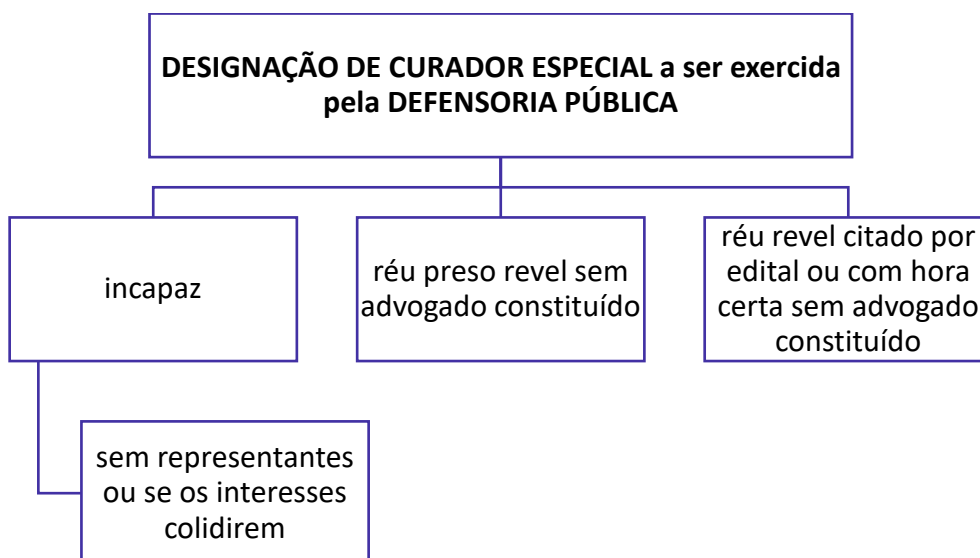 DESIGNAÇÃO DE CURADOR ESPECIAL a ser exercida
pela DEFENSORIA PÚBLICA
incapaz
réu preso revel sem
advogado constituído
réu revel citado por
edital ou com hora
certa sem advogado
constituído
sem representantes
ou se os interesses
colidirem